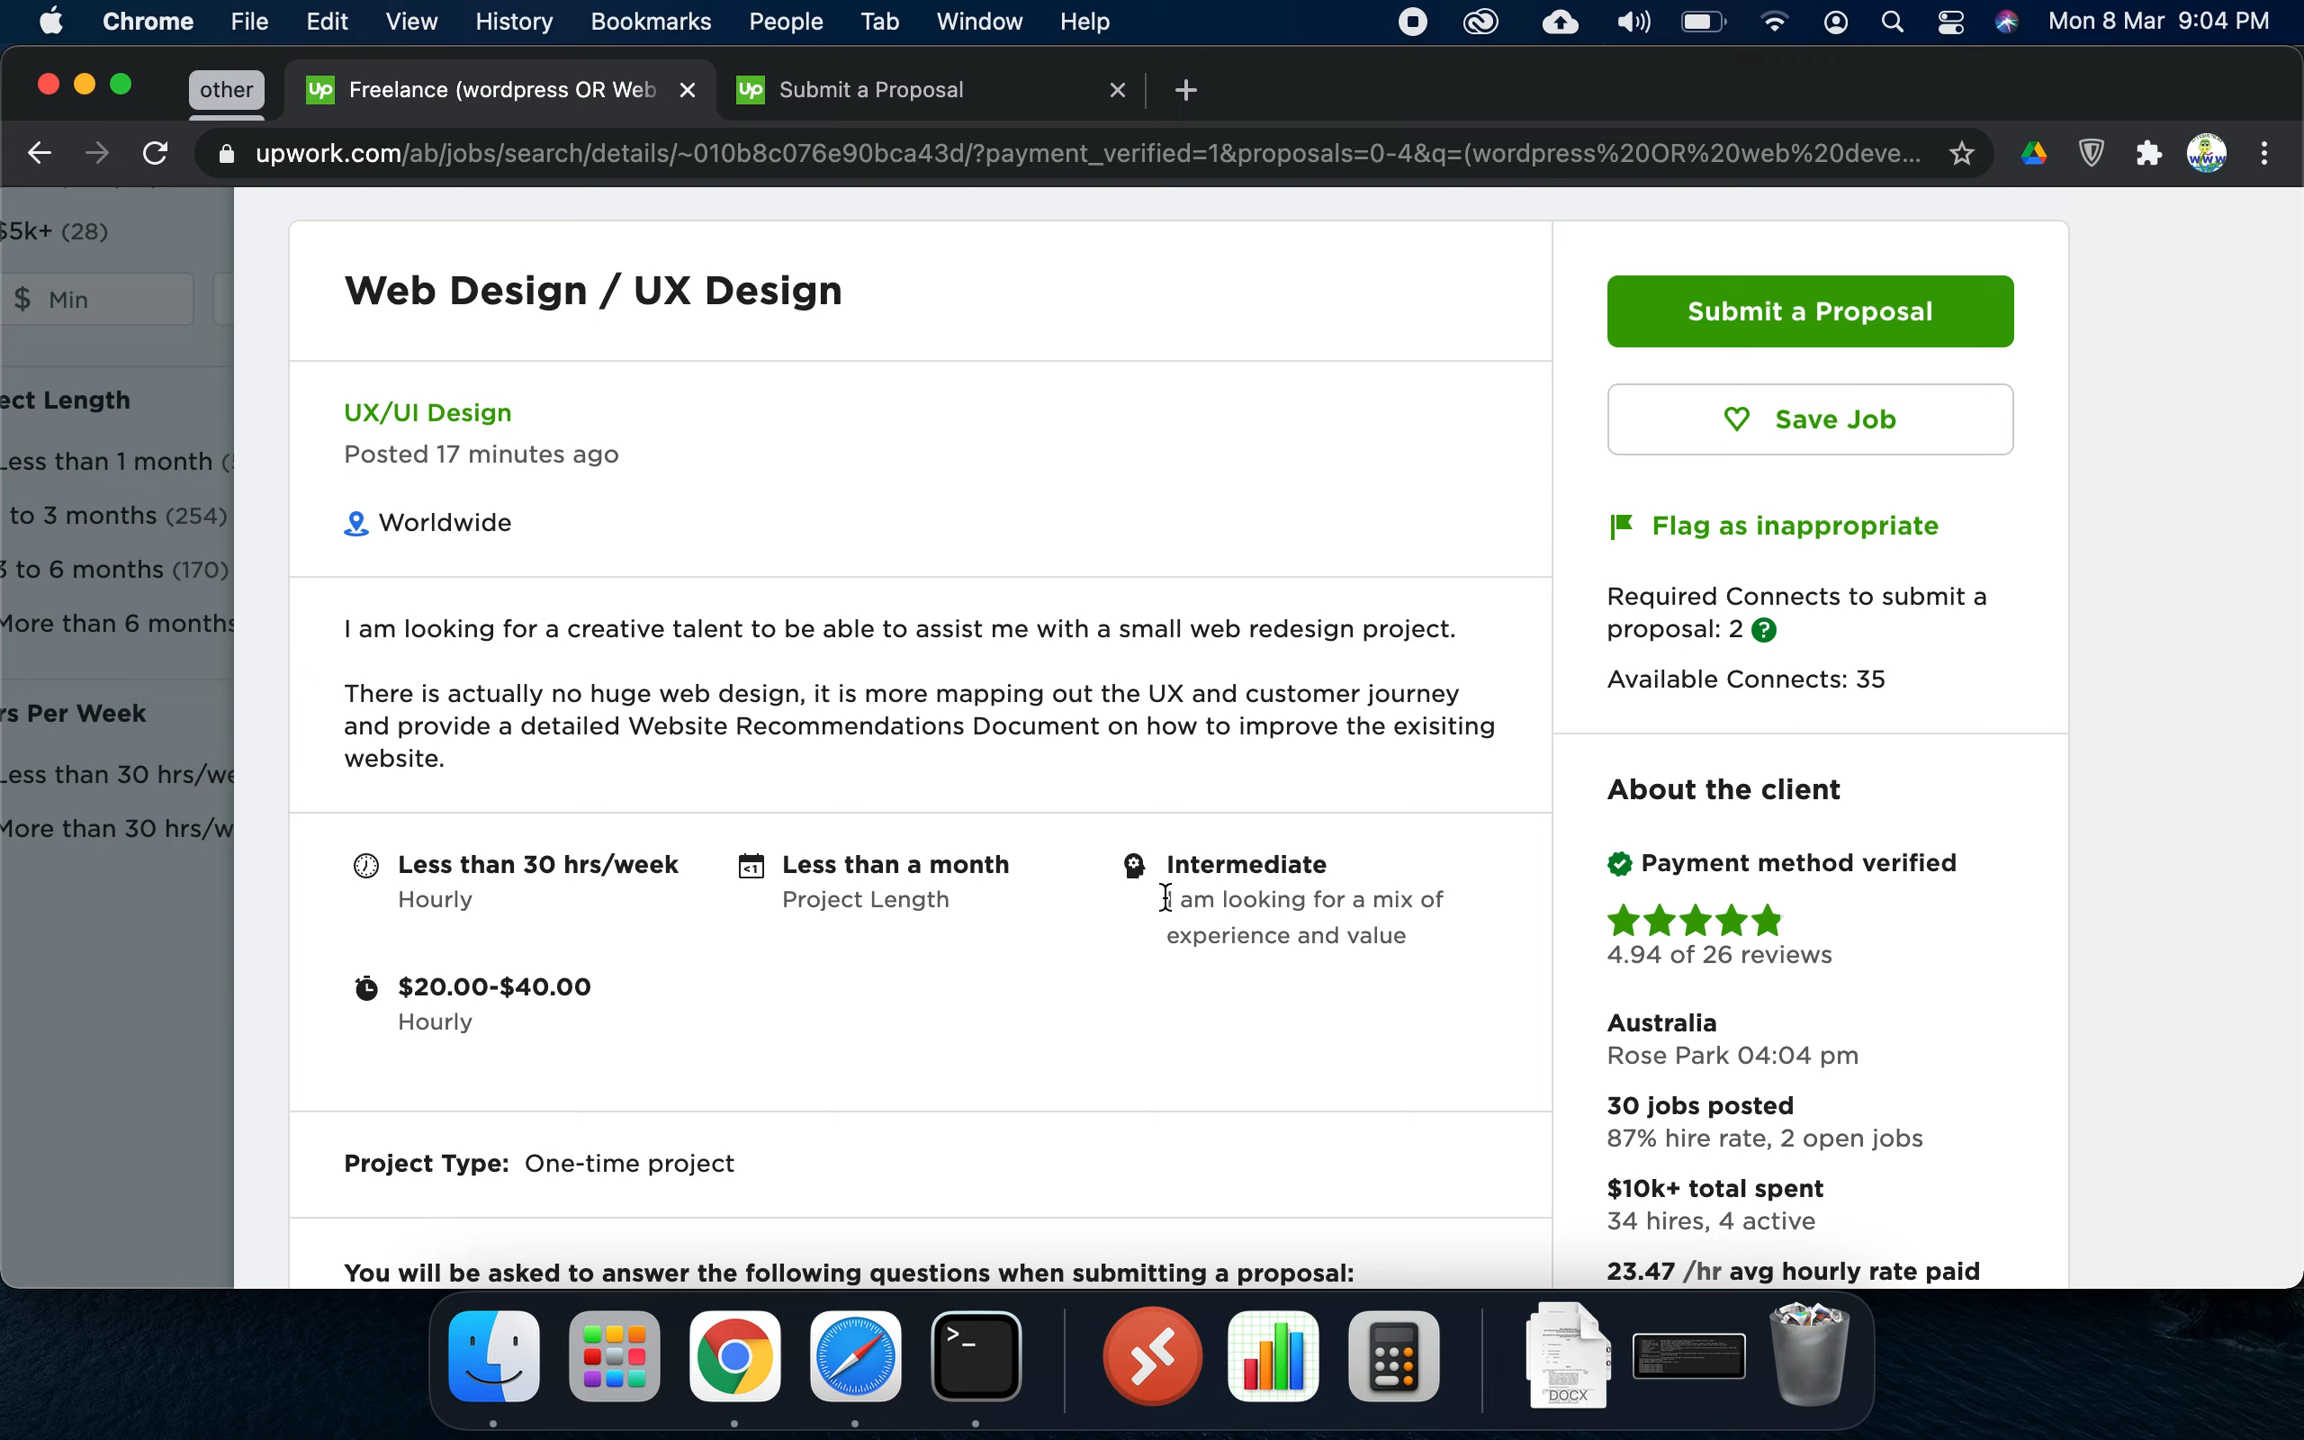 Chrome File Edit View History Bookmarks People Tab Window Help Mon 8 Mar 9:04 PM
other Up Freelance (wordpress OR Web Up Submit a Proposal
upwork.com/ab/jobs/search/details/~010b8c076e90bca43d/?payment_verified=1&proposals=0-4&q=(wordpress%20OR%20web%20deve...
$5k+ (28)
$ Min
ect Length
Less than 1 month
to 3 months (254)
3 to 6 months (170)
More than 6 months
rs Per Week
Less than 30 hrs/we
More than 30 hrs/w
Web Design / UX Design
UX/UI Design
Posted 17 minutes ago
Worldwide
I am looking for a creative talent to be able to assist me with a small web redesign project.
There is actually no huge web design, it is more mapping out the UX and customer journey
and provide a detailed Website Recommendations Document on how to improve the exisiting
website.
Less than 30 hrs/week
Hourly
Less than a month
Project Length
Intermediate
I am looking for a mix of
experience and value
$20.00-$40.00
Hourly
Project Type: One-time project
You will be asked to answer the following questions when submitting a proposal:
Submit a Proposal
Save Job
Flag as inappropriate
Required Connects to submit a
proposal: 2 ?
Available Connects: 35
About the client
Payment method verified
4.94 of 26 reviews
Australia
Rose Park 04:04 pm
30 jobs posted
87% hire rate, 2 open jobs
$10k+ total spent
34 hires, 4 active
23.47 /hr avg hourly rate paid
DOCX